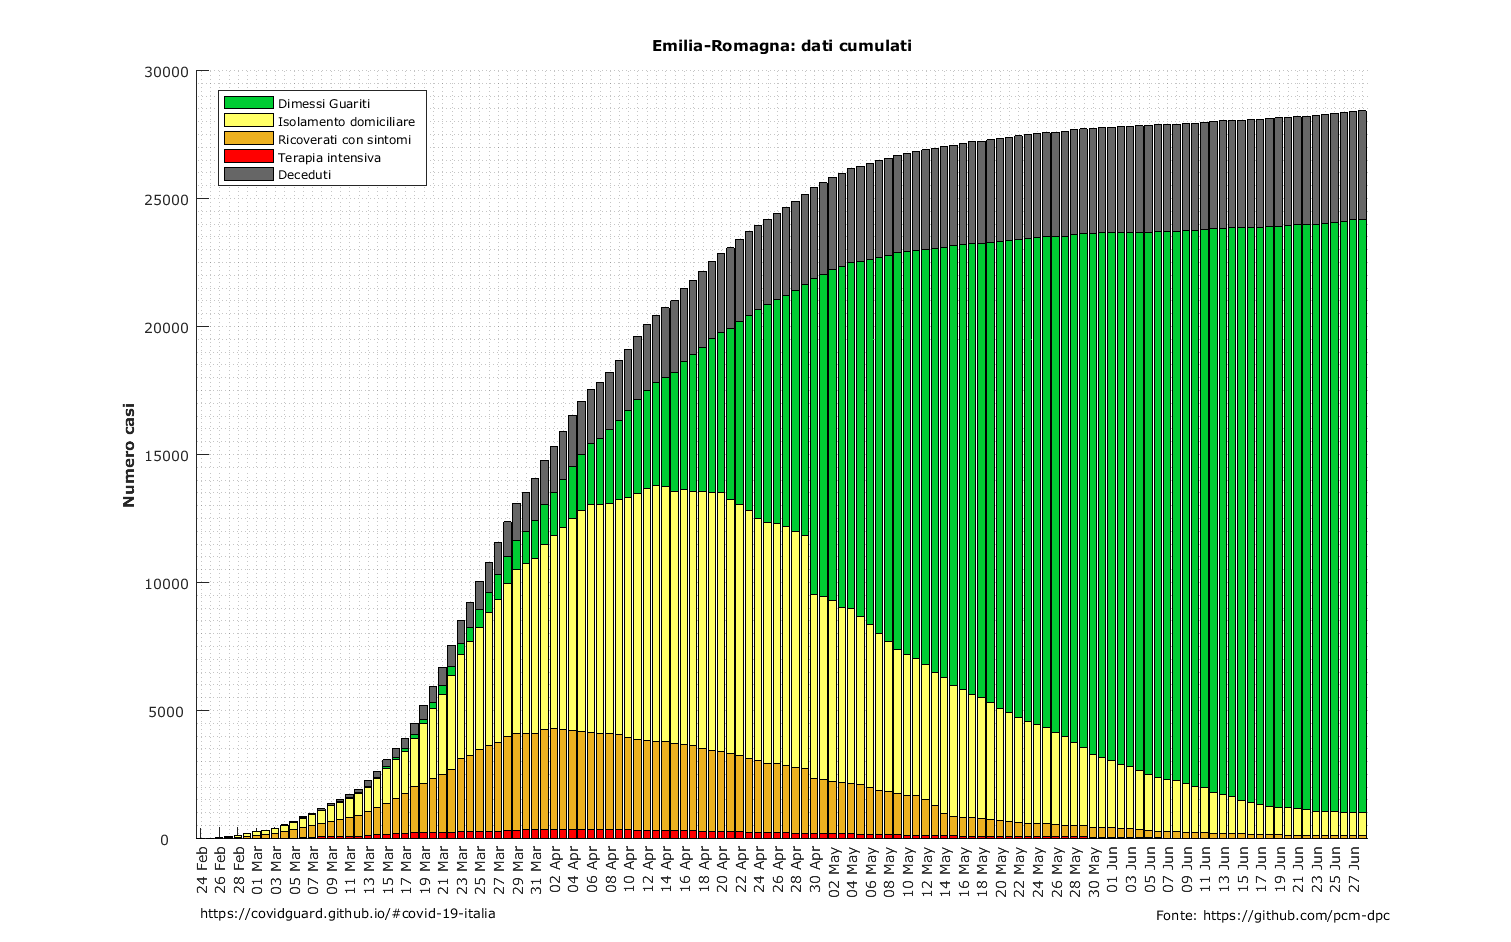 Emilia-Romagna: dati cumulati
30000
25000
20000
15000
10000
5000
0
Numero casi
Dimessi Guariti
Isolamento domiciliare
Ricoverati con sintomi
Terapia intensiva
Deceduti
24 Feb
26 Feb
28 Feb
01 Mar
03 Mar
05 Mar
07 Mar
09 Mar
11 Mar
13 Mar
15 Mar
17 Mar
19 Mar
21 Mar
23 Mar
25 Mar
27 Mar
29 Mar
31 Mar
02 Apr
04 Apr
06 Apr
08 Apr
10 Apr
12 Apr
14 Apr
16 Apr
18 Apr
20 Apr
22 Apr
24 Apr
26 Apr
28 Apr
30 Apr
02 May
04 May
06 May
08 May
10 May
12 May
14 May
16 May
18 May
20 May
22 May
24 May
26 May
28 May
30 May
01 Jun
03 Jun
05 Jun
07 Jun
09 Jun
11 Jun
13 Jun
15 Jun
17 Jun
19 Jun
21 Jun
23 Jun
25 Jun
27 Jun
https://covidguard.github.io/#covid-19-italia
Fonte: https://github.com/pcm-dpc